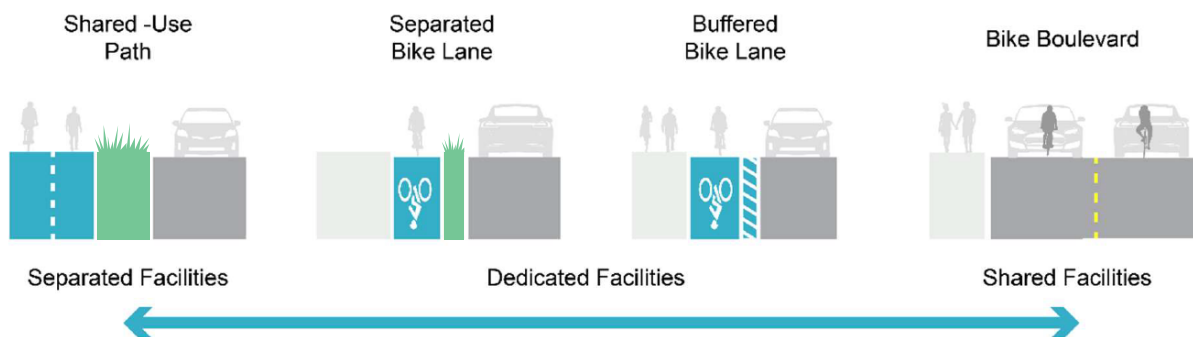 Shared -Use
Path
Separated
Bike Lane
Buffered
Bike Lane
Bike Boulevard
Separated Facilities
Dedicated Facilities
Shared Facilities